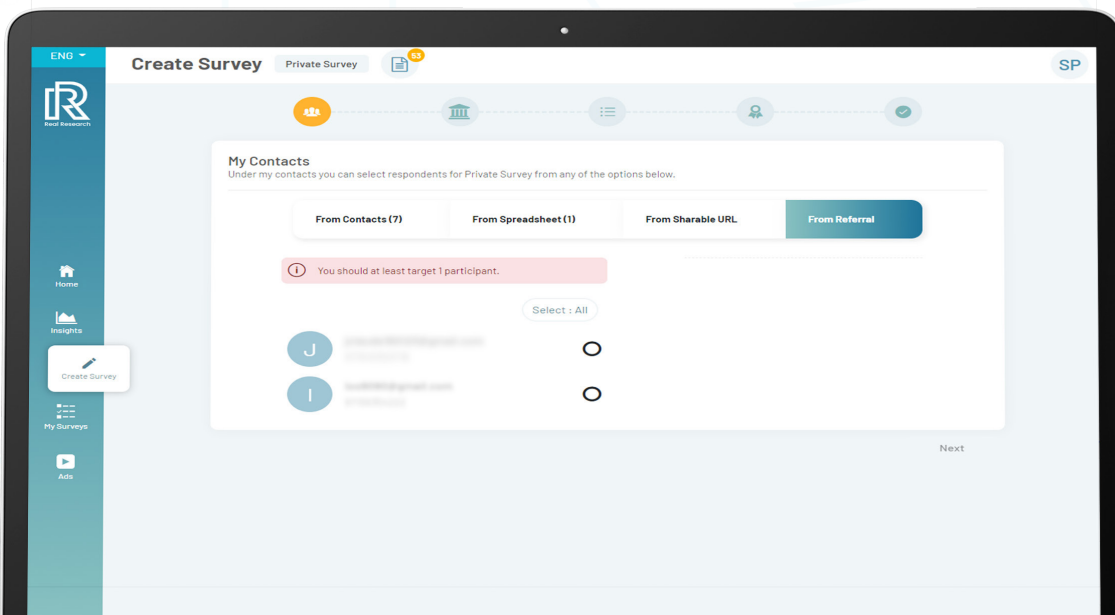 ENG
Create Survey
Private Survey
53
SP
R
Real Research
My Contacts
Under my contacts you can select respondents for Private Survey from any of the options below.
From Contacts (7)
From Spreadsheet (1)
From Sharable URL
From Referral
You should at least target 1 participant.
Select : All
J
I
Next
Home
Insights
Create Survey
My Surveys
Ads